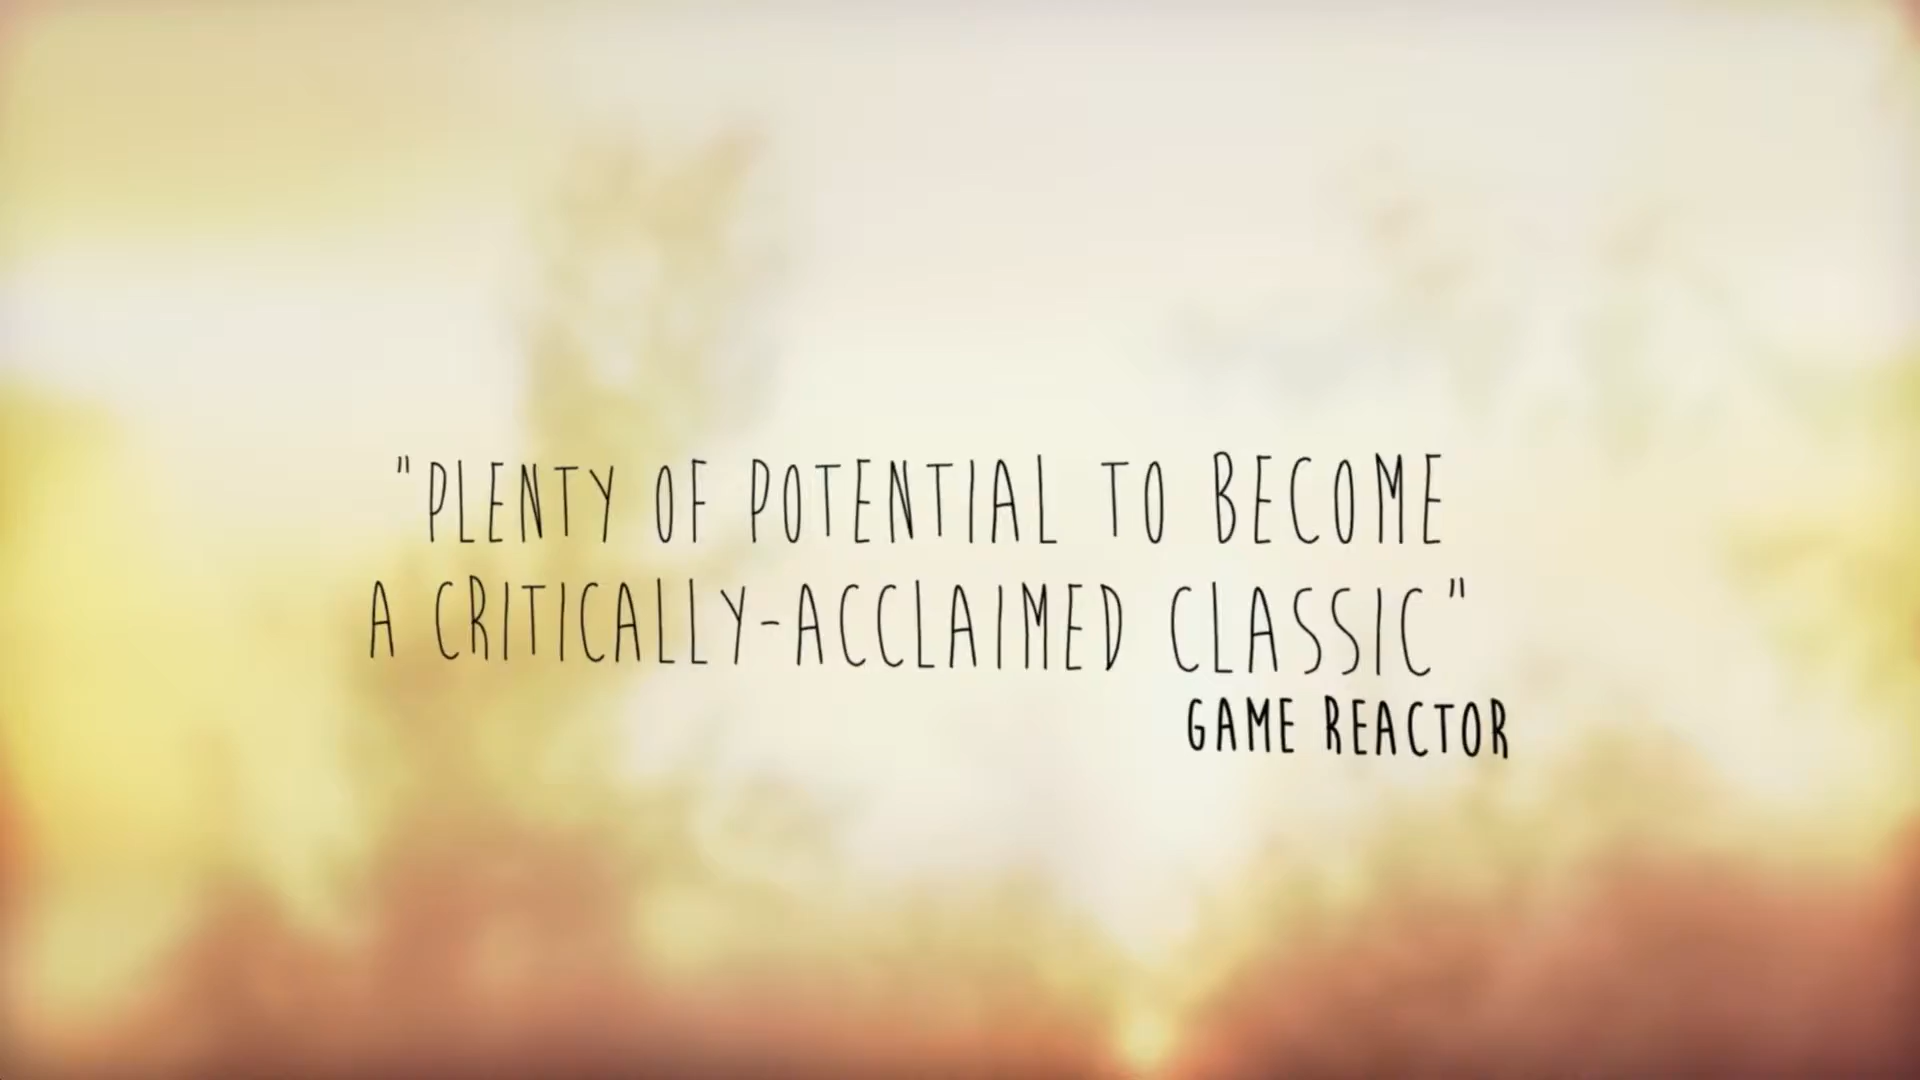 "PLENTY OF POTENTIAL TO BECOME
A CRITICALLY-ACCLAIMED CLASSIC"
GAME REACTOR